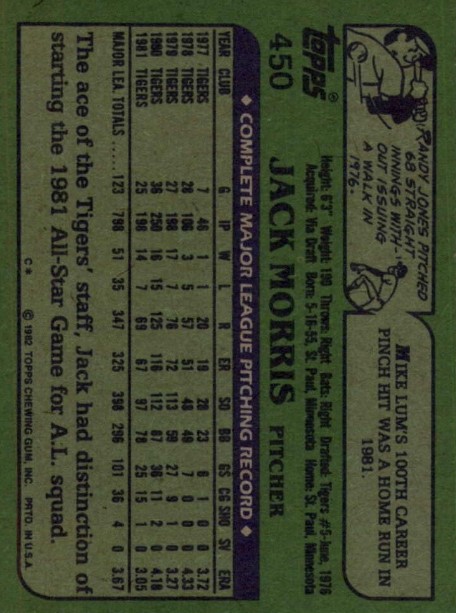 RANDY JONES PITCHED
68 STRAIGHT
INNINGS WITH-
OUT ISSUING
A WALK IN
1976.
MIKE LUM'S 100TH CAREER
PINCH HIT WAS A HOME RUN IN
1981.
topps®
450
JACK MORRIS PITCHER
Height: 6'3" Weight: 190 Throws: Right Bats: Right Drafted: Tigers #5-June, 1976
Acquired: Via Draft Born: 5-16-55, St. Paul, Minnesota Home: St. Paul, Minnesota
◆ COMPLETE MAJOR LEAGUE PITCHING RECORD ◆
YEAR CLUB G IP W L R ER SO BB GS CG SHO SV ERA
1977 TIGERS 7 46 1 1 20 19 28 23 6 1 0 0 3.72
1978 TIGERS 28 106 3 5 57 51 48 49 7 0 0 0 4.33
1979 TIGERS 27 198 17 7 76 72 113 59 27 9 1 0 3.27
1980 TIGERS 36 250 16 15 125 116 112 87 36 11 2 0 4.18
1981 TIGERS 25 198 14 7 69 67 97 78 25 15 1 0 3.05
MAJOR LEA. TOTALS ..... 123 798 51 35 347 325 398 296 101 36 4 0 3.67
The ace of the Tigers' staff, Jack had distinction of
starting the 1981 All-Star Game for A.L. squad.
C* © 1982 TOPPS CHEWING GUM, INC. PRTD. IN U.S.A.